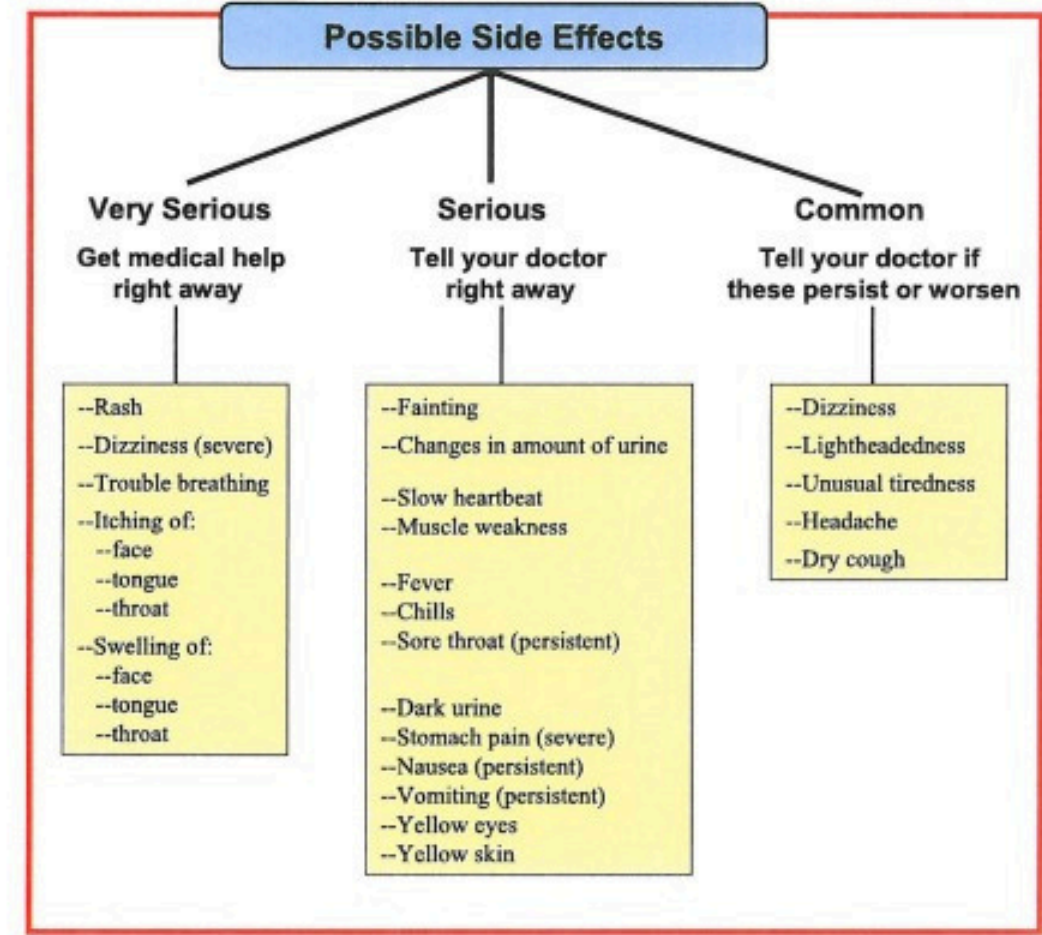 Possible Side Effects
Very Serious
Get medical help
right away
--Rash
--Dizziness (severe)
--Trouble breathing
--Itching of:
--face
--tongue
--throat
--Swelling of:
--face
--tongue
--throat
Serious
Tell your doctor
right away
--Fainting
--Changes in amount of urine
--Slow heartbeat
--Muscle weakness
--Fever
--Chills
--Sore throat (persistent)
--Dark urine
--Stomach pain (severe)
--Nausea (persistent)
--Vomiting (persistent)
--Yellow eyes
--Yellow skin
Common
Tell your doctor if
these persist or worsen
--Dizziness
--Lightheadedness
--Unusual tiredness
--Headache
--Dry cough